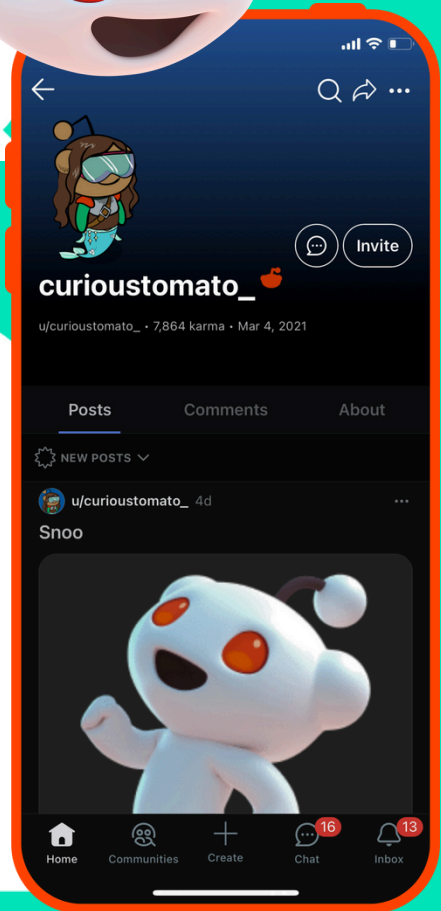 Invite
curioustomato_
u/curioustomato_ • 7,864 karma • Mar 4, 2021
Posts Comments About
NEW POSTS
u/curioustomato_ 4d
Snoo
16 13
Home Communities Create Chat Inbox